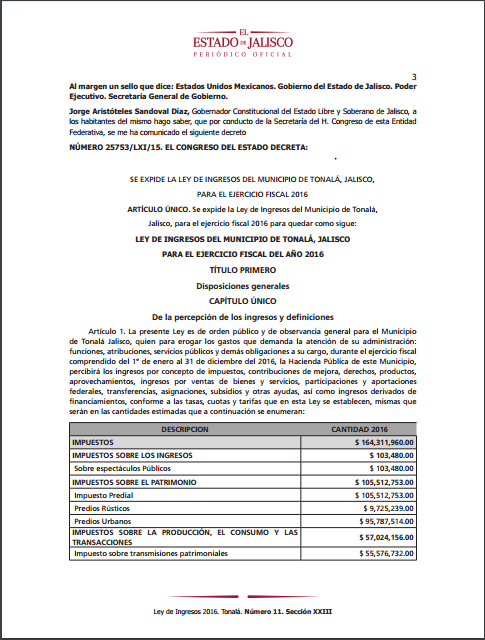 EL
ESTADO DE JALISCO
PERIÓDICO OFICIAL
3
Al margen un sello que dice: Estados Unidos Mexicanos. Gobierno del Estado de Jalisco. Poder
Ejecutivo. Secretaría General de Gobierno.
Jorge Aristóteles Sandoval Díaz, Gobernador Constitucional del Estado Libre y Soberano de Jalisco, a
los habitantes del mismo hago saber, que por conducto de la Secretaría del H. Congreso de esta Entidad
Federativa, se me ha comunicado el siguiente decreto
NÚMERO 25753/LXI/15. EL CONGRESO DEL ESTADO DECRETA:
SE EXPIDE LA LEY DE INGRESOS DEL MUNICIPIO DE TONALÁ, JALISCO,
PARA EL EJERCICIO FISCAL 2016
ARTÍCULO ÚNICO. Se expide la Ley de Ingresos del Municipio de Tonalá,
Jalisco, para el ejercicio fiscal 2016 para quedar como sigue:
LEY DE INGRESOS DEL MUNICIPIO DE TONALÁ, JALISCO
PARA EL EJERCICIO FISCAL DEL AÑO 2016
TÍTULO PRIMERO
Disposiciones generales
CAPÍTULO ÚNICO
De la percepción de los ingresos y definiciones
Artículo 1. La presente Ley es de orden público y de observancia general para el Municipio
de Tonalá Jalisco, quien para erogar los gastos que demanda la atención de su administración:
funciones, atribuciones, servicios públicos y demás obligaciones a su cargo, durante el ejercicio fiscal
comprendido del 1° de enero al 31 de diciembre del 2016, la Hacienda Pública de este Municipio,
percibirá los ingresos por concepto de impuestos, contribuciones de mejora, derechos, productos,
aprovechamientos, ingresos por ventas de bienes y servicios, participaciones y aportaciones
federales, transferencias, asignaciones, subsidios y otras ayudas, así como ingresos derivados de
financiamientos, conforme a las tasas, cuotas y tarifas que en esta Ley se establecen, mismas que
serán en las cantidades estimadas que a continuación se enumeran:
DESCRIPCION CANTIDAD 2016
IMPUESTOS $ 164,311,960.00
IMPUESTOS SOBRE LOS INGRESOS $ 103,480.00
Sobre espectáculos Públicos $ 103,480.00
IMPUESTOS SOBRE EL PATRIMONIO $ 105,512,753.00
Impuesto Predial $ 105,512,753.00
Predios Rústicos $ 9,725,239.00
Predios Urbanos $ 95,787,514.00
IMPUESTOS SOBRE LA PRODUCCIÓN, EL CONSUMO Y LAS
TRANSACCIONES $ 57,024,156.00
Impuesto sobre transmisiones patrimoniales $ 55,576,732.00
Ley de Ingresos 2016. Tonalá. Número 11. Sección XXIII